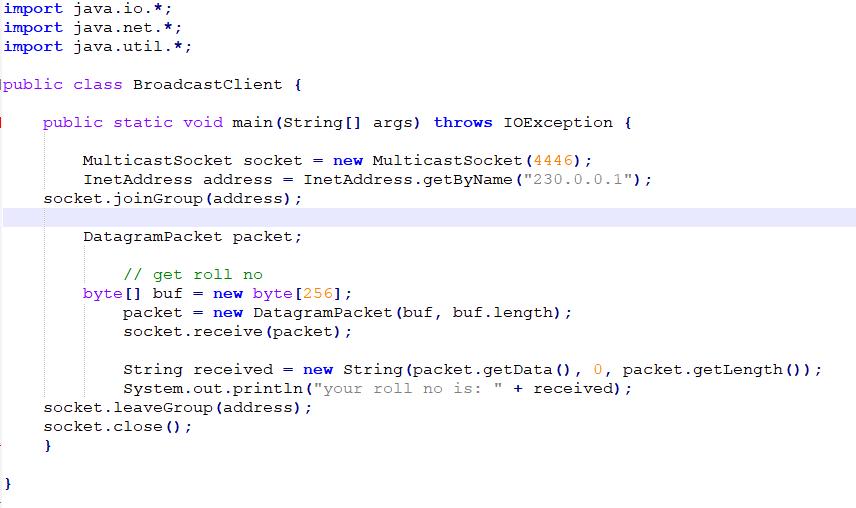 import java.io.*;
import java.net.*;
import java.util.*;
public class BroadcastClient {
public static void main(String[] args) throws IOException {
MulticastSocket socket = new MulticastSocket(4446);
InetAddress address = InetAddress.getByName("230.0.0.1");
socket.joinGroup(address);
DatagramPacket packet;
// get roll no
byte[] buf = new byte[256];
packet = new DatagramPacket(buf, buf.length);
socket.receive(packet);
String received = new String(packet.getData(), 0, packet.getLength());
System.out.println("your roll no is: " + received);
socket.leaveGroup(address);
socket.close();
}
}